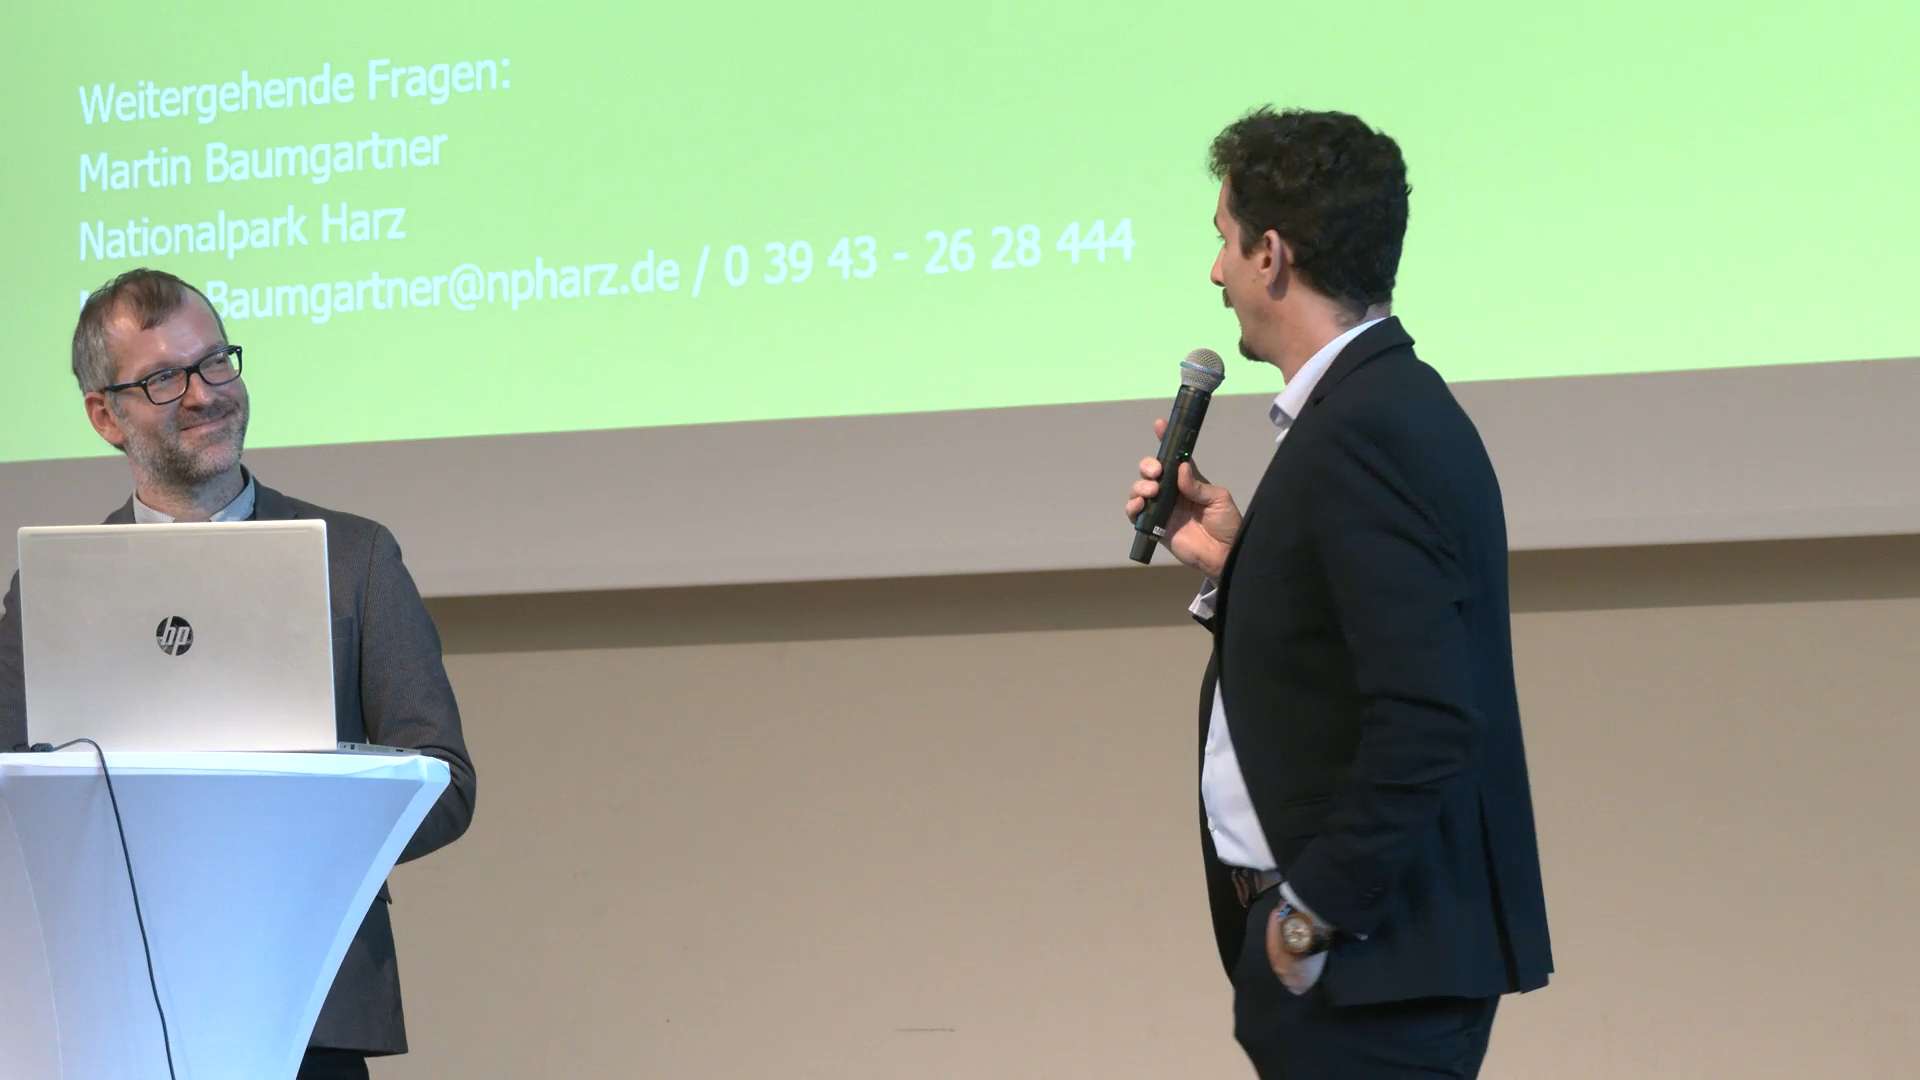 Weitergehende Fragen:
Martin Baumgartner
Nationalpark Harz
Baumgartner@npharz.de / 0 39 43 - 26 28 444
hp